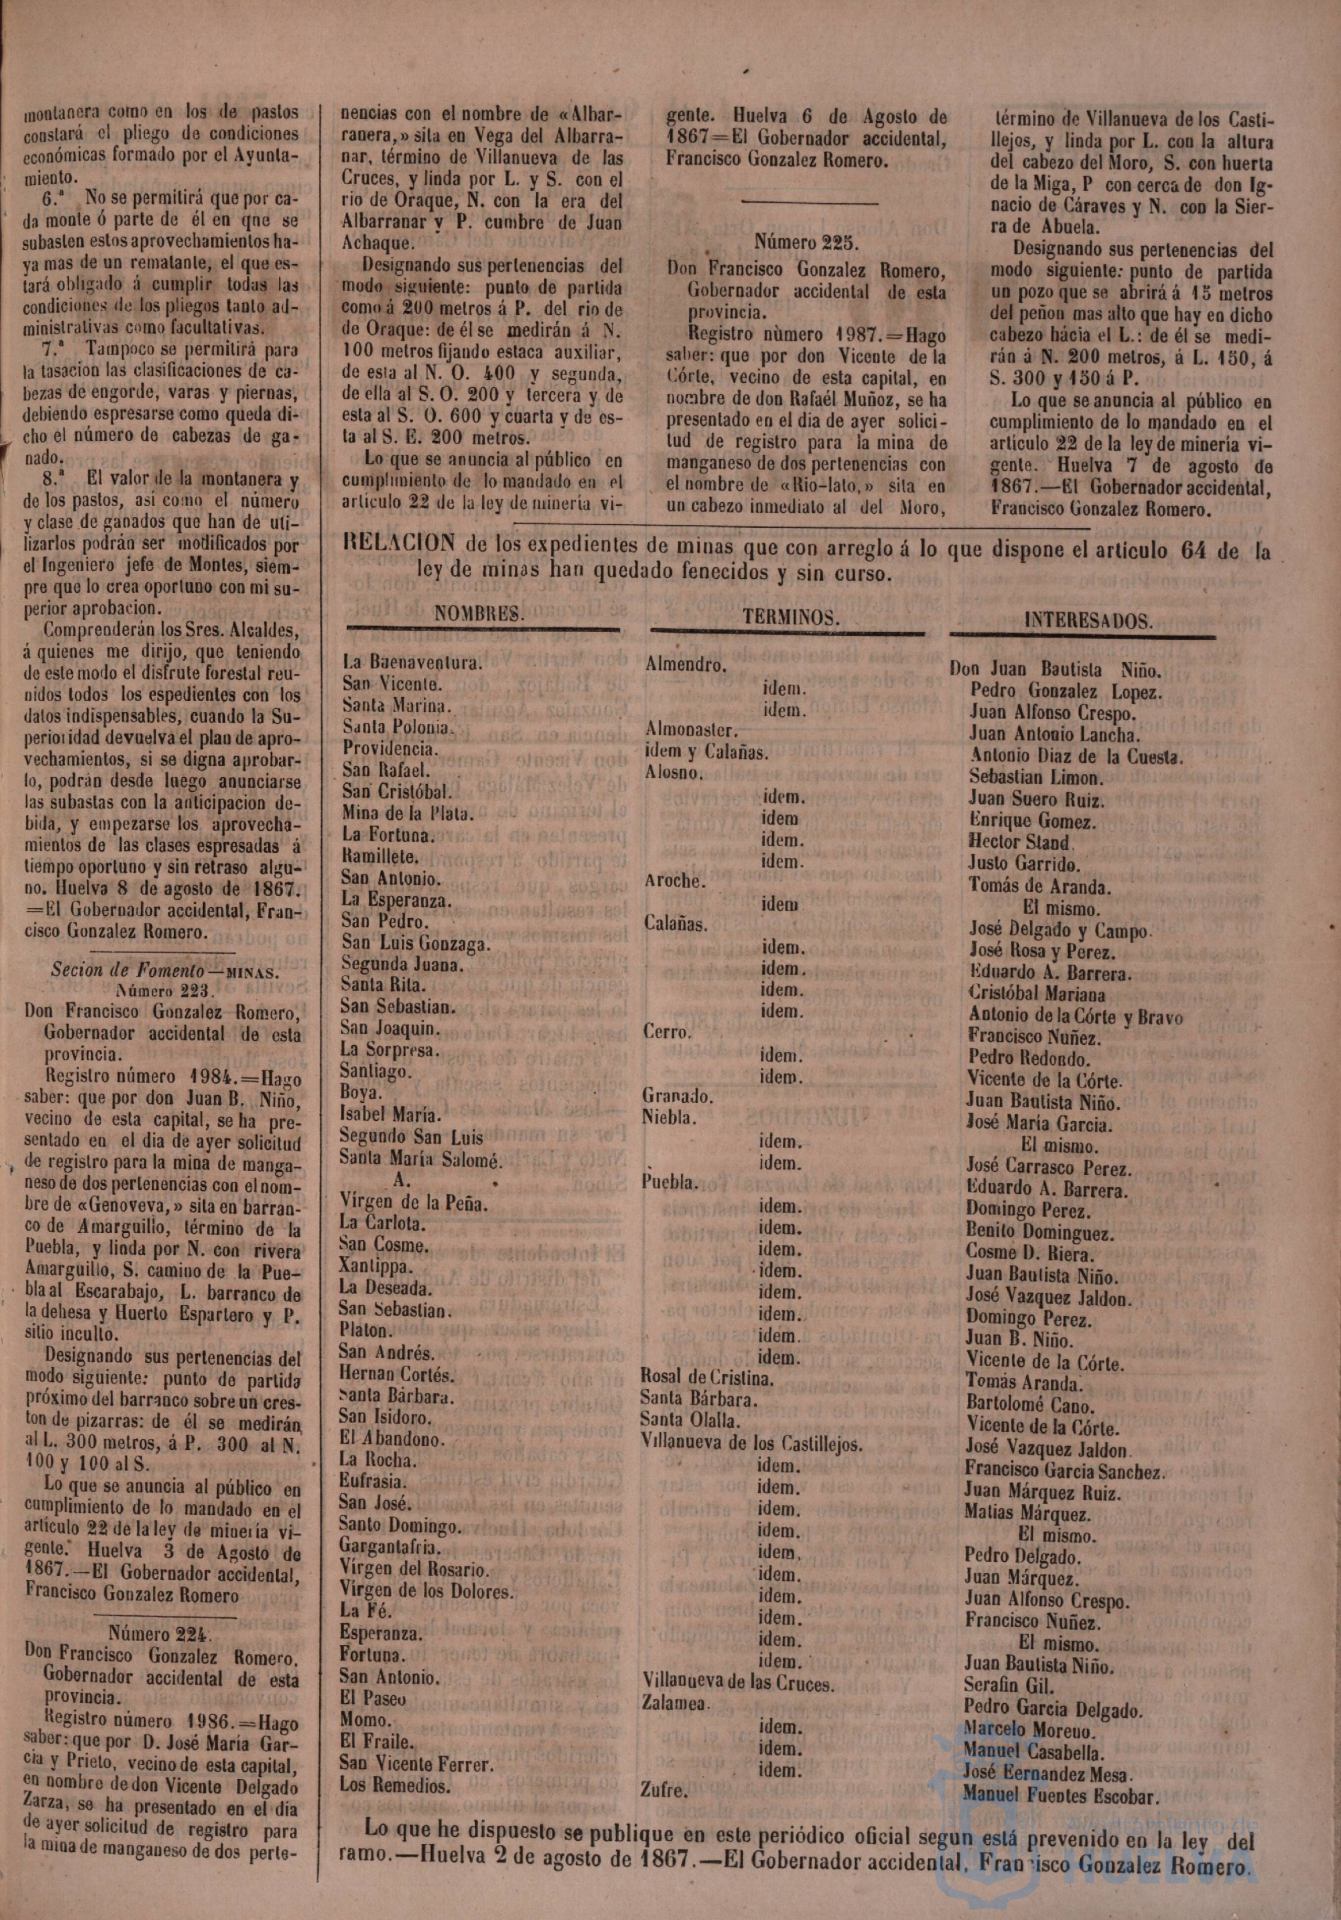 montanera como en los de pastos
constará el pliego de condiciones
económicas formado por el Ayunta-
miento.
6.ª No se permitirá que por ca-
da monte ó parte de él en qne se
subasten estos aprovechamientos ha-
ya mas de un rematante, el que es-
tará obligado á cumplir todas las
condiciones de los pliegos tanto ad-
ministrativas como facultativas.
7.ª Tampoco se permitirá para
la tasacion las clasificaciones de ca-
bezas de engorde, varas y piernas,
debiendo espresarse como queda di-
cho el número de cabezas de ga-
nado.
8.ª El valor de la montanera y
de los pastos, asi como el número
y clase de ganados que han de uti-
lizarlos podrán ser modificados por
el Ingeniero jefe de Montes, siem-
pre que lo crea oportuno con mi su-
perior aprobacion.
Comprenderán los Sres. Alcaldes,
á quienes me dirijo, que teniendo
de este modo el disfrute forestal reu-
nidos todos los espedientes con los
datos indispensables, cuando la Su-
perioridad devuelva el plan de apro-
vechamientos, si se digna aprobar-
lo, podrán desde luego anunciarse
las subastas con la anticipacion de-
bida, y empezarse los aprovecha-
mientos de las clases espresadas á
tiempo oportuno y sin retraso algu-
no. Huelva 8 de agosto de 1867.
=El Gobernador accidental, Fran-
cisco Gonzalez Romero.
Secion de Fomento—MINAS.
Número 223.
Don Francisco Gonzalez Romero,
Gobernador accidental de esta
provincia.
Registro número 1984.=Hago
saber: que por don Juan B. Niño,
vecino de esta capital, se ha pre-
sentado en el dia de ayer solicitud
de registro para la mina de manga-
neso de dos pertenencias con el nom-
bre de «Genoveva,» sita en barran-
co de Amarguilio, término de la
Puebla, y linda por N. con rivera
Amarguillo, S. camino de la Pue-
bla al Escarabajo, L. barranco de
la dehesa y Huerto Espartero y P.
sitio inculto.
Designando sus pertenencias del
modo siguiente: punto de partida
próximo del barranco sobre un cres-
ton de pizarras: de él se medirán
al L. 300 metros, á P. 300 al N.
100 y 100 al S.
Lo que se anuncia al público en
cumplimiento de lo mandado en el
artículo 22 de la ley de minería vi-
gente. Huelva 3 de Agosto de
1867.—El Gobernador accidental,
Francisco Gonzalez Romero
Número 224.
Don Francisco Gonzalez Romero,
Gobernador accidental de esta
provincia.
Registro número 1986.=Hago
saber: que por D. José Maria Gar-
cia y Prieto, vecino de esta capital,
en nombre de don Vicente Delgado
Zarza, se ha presentado en el día
de ayer solicitud de registro para
la mina de manganeso de dos perte-
nencias con el nombre de «Albar-
ranera,» sita en Vega del Albarra-
nar, término de Villanueva de las
Cruces, y linda por L. y S. con el
rio de Oraque, N. con la era del
Albarranar y P. cumbre de Juan
Achaque.
Designando sus pertenencias del
modo siguiente: punto de partida
como á 200 metros á P. del rio de
de Oraque: de él se medirán á N.
100 metros fijando estaca auxiliar,
de esta al N. O. 400 y segunda,
de ella al S. O. 200 y tercera y de
esta al S. O. 600 y cuarta y de es-
ta al S. E. 200 metros.
Lo que se anuncia al público en
cumplimiento de lo mandado en el
artículo 22 de la ley de minería vi-
gente. Huelva 6 de Agosto de
1867=El Gobernador accidental,
Francisco Gonzalez Romero.
Número 225.
Don Francisco Gonzalez Romero,
Gobernador accidental de esta
provincia.
Registro nùmero 1987.=Hago
saber: que por don Vicente de la
Córte, vecino de esta capital, en
nombre de don Rafaél Muñoz, se ha
presentado en el dia de ayer solici-
tud de registro para la mina de
manganeso de dos pertenencias con
el nombre de «Rio-lato,» sita en
un cabezo inmediato al del Moro,
término de Villanueva de los Casti-
llejos, y linda por L. con la altura
del cabezo del Moro, S. con huerta
de la Miga, P con cerca de don Ig-
nacio de Cáraves y N. con la Sier-
ra de Abuela.
Designando sus pertenencias del
modo siguiente: punto de partida
un pozo que se abrirá á 15 metros
del peñon mas alto que hay en dicho
cabezo hácia el L.: de él se medi-
rán á N. 200 metros, á L. 150, á
S. 300 y 150 á P.
Lo que se anuncia al público en
cumplimiento de lo mandado en el
artículo 22 de la ley de minería vi-
gente. Huelva 7 de agosto de
1867.—El Gobernador accidental,
Francisco Gonzalez Romero.
RELACION de los expedientes de minas que con arreglo á lo que dispone el artículo 64 de la
ley de minas han quedado fenecidos y sin curso.
NOMBRES. TERMINOS. INTERESADOS.
La Buenaventura. Almendro. Don Juan Bautista Niño.
San Vicente. idem. Pedro Gonzalez Lopez.
Santa Marina. idem. Juan Alfonso Crespo.
Santa Polonia. Almonaster. Juan Antonio Lancha.
Providencia. idem y Calañas. Antonio Diaz de la Cuesta.
San Rafael. Alosno. Sebastian Limon.
San Cristóbal. idem. Juan Suero Ruiz.
Mina de la Plata. idem Enrique Gomez.
La Fortuna. idem. Hector Stand.
Ramillete. idem. Justo Garrido.
San Antonio. Aroche. Tomás de Aranda.
La Esperanza. idem El mismo.
San Pedro. Calañas. José Delgado y Campo.
San Luis Gonzaga. idem. José Rosa y Perez.
Segunda Juana. idem. Eduardo A. Barrera.
Santa Rita. idem. Cristóbal Mariana
San Sebastian. idem. Antonio de la Córte y Bravo
San Joaquin. Cerro. Francisco Nuñez.
La Sorpresa. idem. Pedro Redondo.
Santiago. idem. Vicente de la Córte.
Boya. Granado. Juan Bautista Niño.
Isabel María. Niebla. José María Garcia.
Segundo San Luis idem. El mismo.
Santa María Salomé. idem. José Carrasco Perez.
A. Puebla. Eduardo A. Barrera.
Vírgen de la Peña. idem. Domingo Perez.
La Carlota. idem. Benito Dominguez.
San Cosme. idem. Cosme D. Riera.
Xantippa. idem. Juan Bautista Niño.
La Deseada. idem. José Vazquez Jaldon.
San Sebastian. idem. Domingo Perez.
Platon. idem. Juan B. Niño.
San Andrés. idem. Vicente de la Córte.
Hernan Cortés. Rosal de Cristina. Tomás Aranda.
Santa Bárbara. Santa Bárbara. Bartolomé Cano.
San Isidoro. Santa Olalla. Vicente de la Córte.
El Abandono. Villanueva de los Castillejos. José Vazquez Jaldon.
La Rocha. idem. Francisco Garcia Sanchez.
Eufrasia. idem. Juan Márquez Ruiz.
San José. idem. Matias Márquez.
Santo Domingo. idem. El mismo.
Gargantafria. idem. Pedro Delgado.
Vírgen del Rosario. idem. Juan Márquez.
Vírgen de los Dolores. idem. Juan Alfonso Crespo.
La Fé. idem. Francisco Nuñez.
Esperanza. idem. El mismo.
Fortuna. idem. Juan Bautista Niño.
San Antonio. Villanueva de las Cruces. Serafin Gil.
El Paseo Zalamea. Pedro Garcia Delgado.
Momo. idem. Marcelo Moreno.
El Fraile. idem. Manuel Casabella.
San Vicente Ferrer. idem. José Eernandez Mesa.
Los Remedios. Zufre. Manuel Fuentes Escobar.
Lo que he dispuesto se publique en este periódico oficial segun está prevenido en la ley del
ramo.—Huelva 2 de agosto de 1867.—El Gobernador accidental, Francisco Gonzalez Romero.
HUELVA